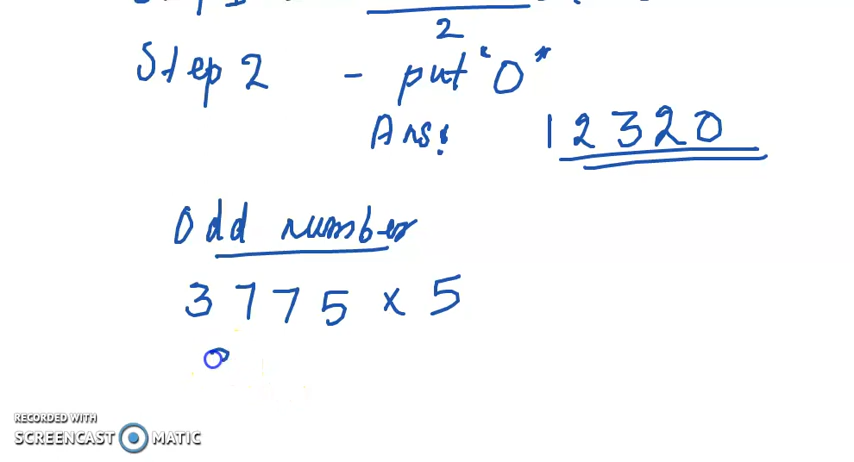 2
Step 2 - put "0"
Ans: 12320
Odd number
3775 x 5
RECORDED WITH
SCREENCAST MATIC